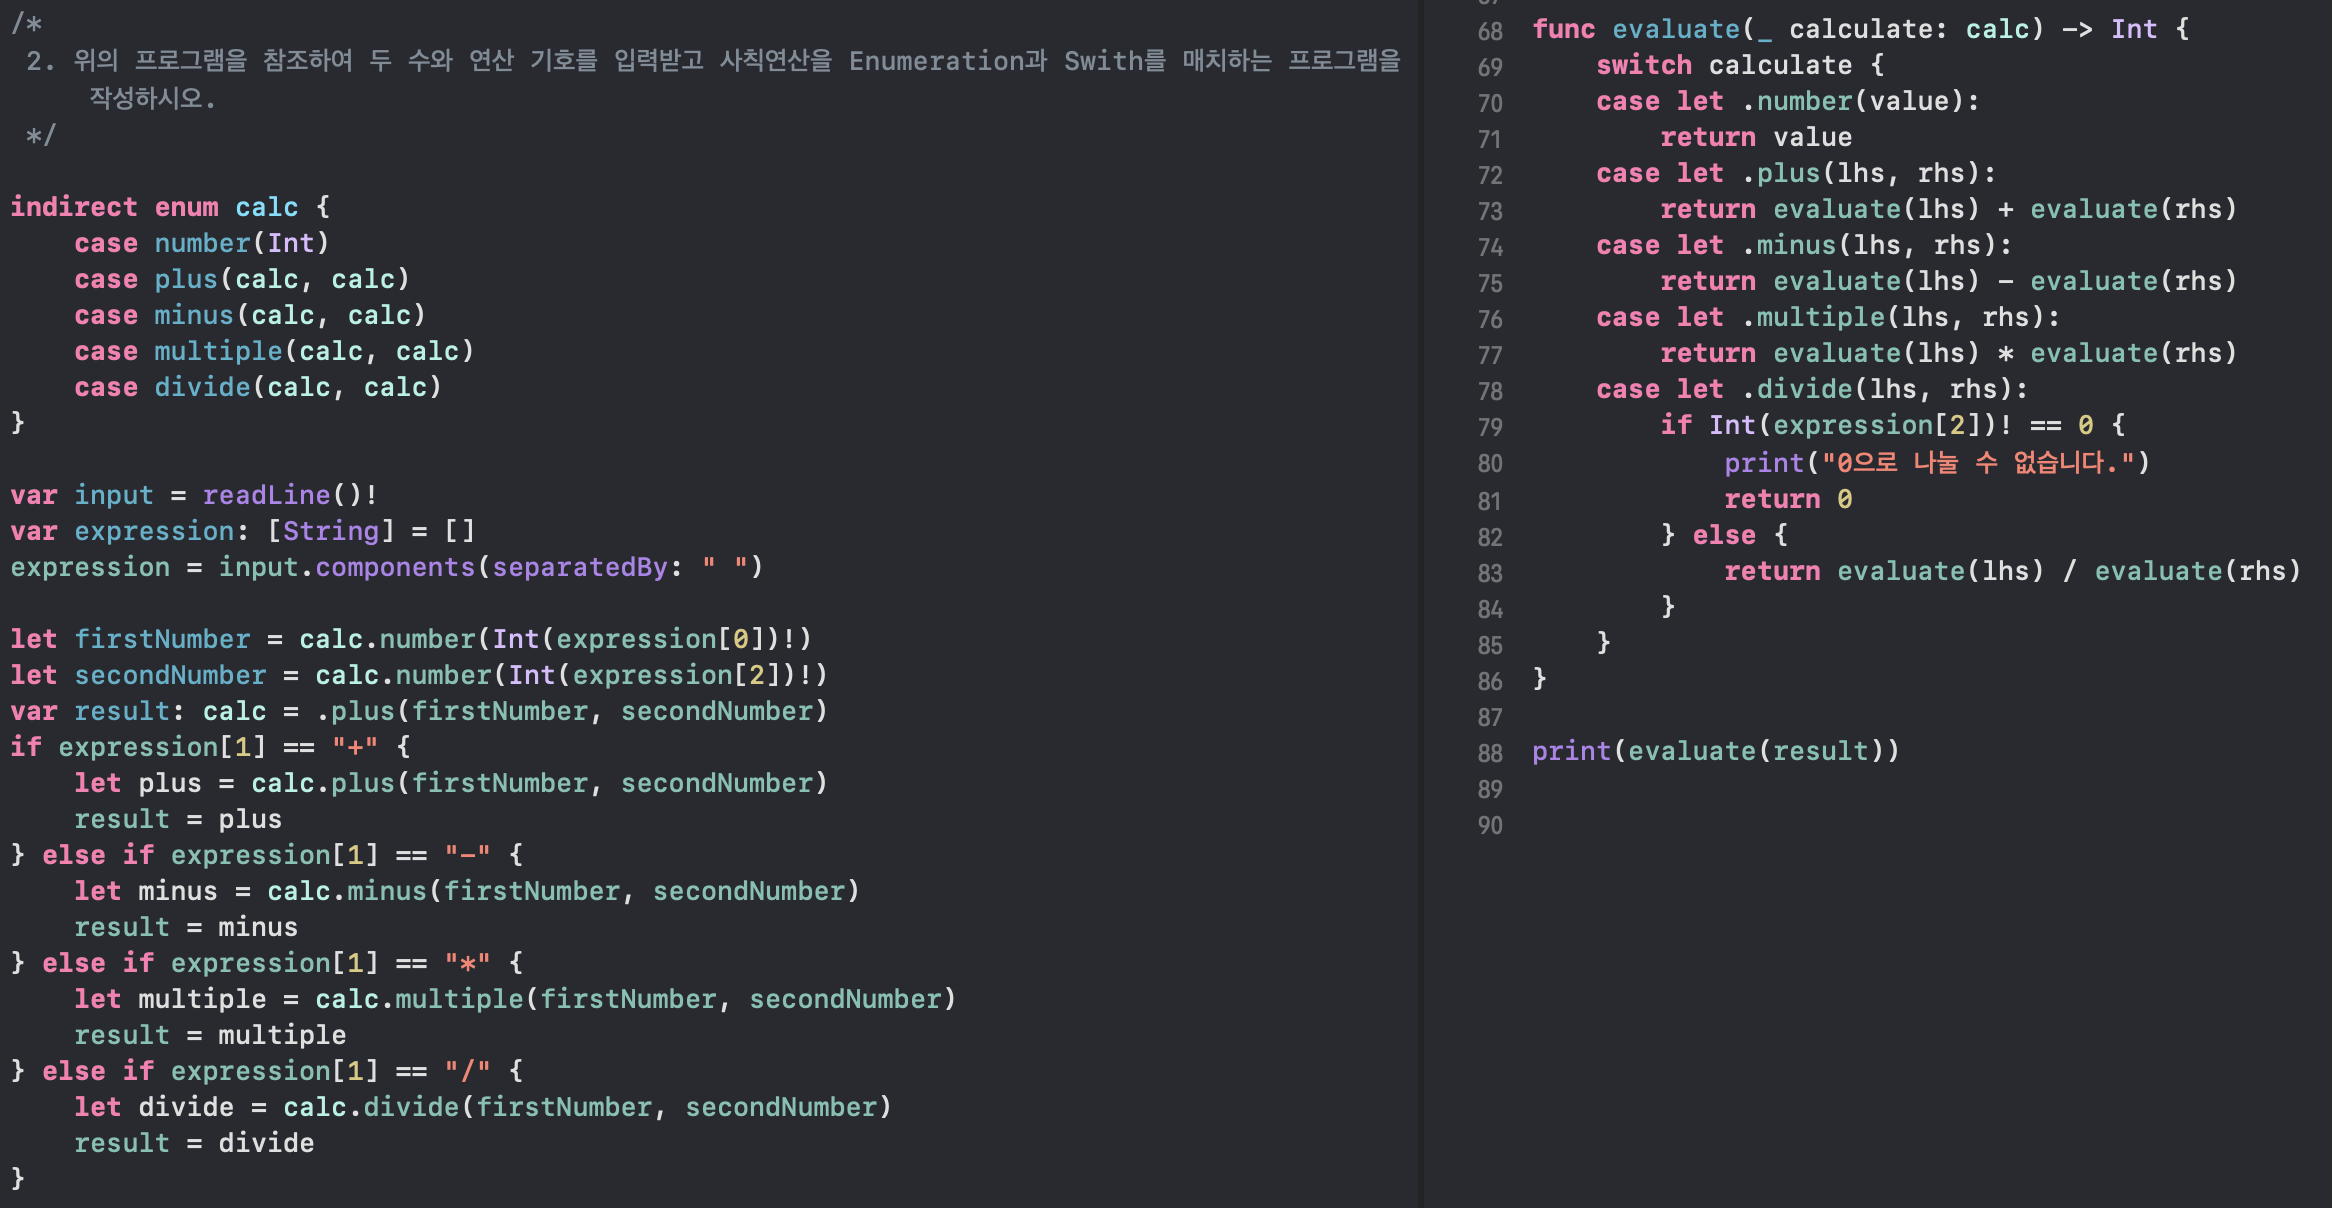 /*
 2. 위의 프로그램을 참조하여 두 수와 연산 기호를 입력받고 사칙연산을 Enumeration과 Swith를 매치하는 프로그램을
     작성하시오.
 */
indirect enum calc {
    case number(Int)
    case plus(calc, calc)
    case minus(calc, calc)
    case multiple(calc, calc)
    case divide(calc, calc)
}
var input = readLine()!
var expression: [String] = []
expression = input.components(separatedBy: " ")
let firstNumber = calc.number(Int(expression[0])!)
let secondNumber = calc.number(Int(expression[2])!)
var result: calc = .plus(firstNumber, secondNumber)
if expression[1] == "+" {
    let plus = calc.plus(firstNumber, secondNumber)
    result = plus
} else if expression[1] == "-" {
    let minus = calc.minus(firstNumber, secondNumber)
    result = minus
} else if expression[1] == "*" {
    let multiple = calc.multiple(firstNumber, secondNumber)
    result = multiple
} else if expression[1] == "/" {
    let divide = calc.divide(firstNumber, secondNumber)
    result = divide
}
68 func evaluate(_ calculate: calc) -> Int {
69     switch calculate {
70     case let .number(value):
71         return value
72     case let .plus(lhs, rhs):
73         return evaluate(lhs) + evaluate(rhs)
74     case let .minus(lhs, rhs):
75         return evaluate(lhs) - evaluate(rhs)
76     case let .multiple(lhs, rhs):
77         return evaluate(lhs) * evaluate(rhs)
78     case let .divide(lhs, rhs):
79         if Int(expression[2])! == 0 {
80             print("0으로 나눌 수 없습니다.")
81             return 0
82         } else {
83             return evaluate(lhs) / evaluate(rhs)
84         }
85     }
86 }
87
88 print(evaluate(result))
89
90